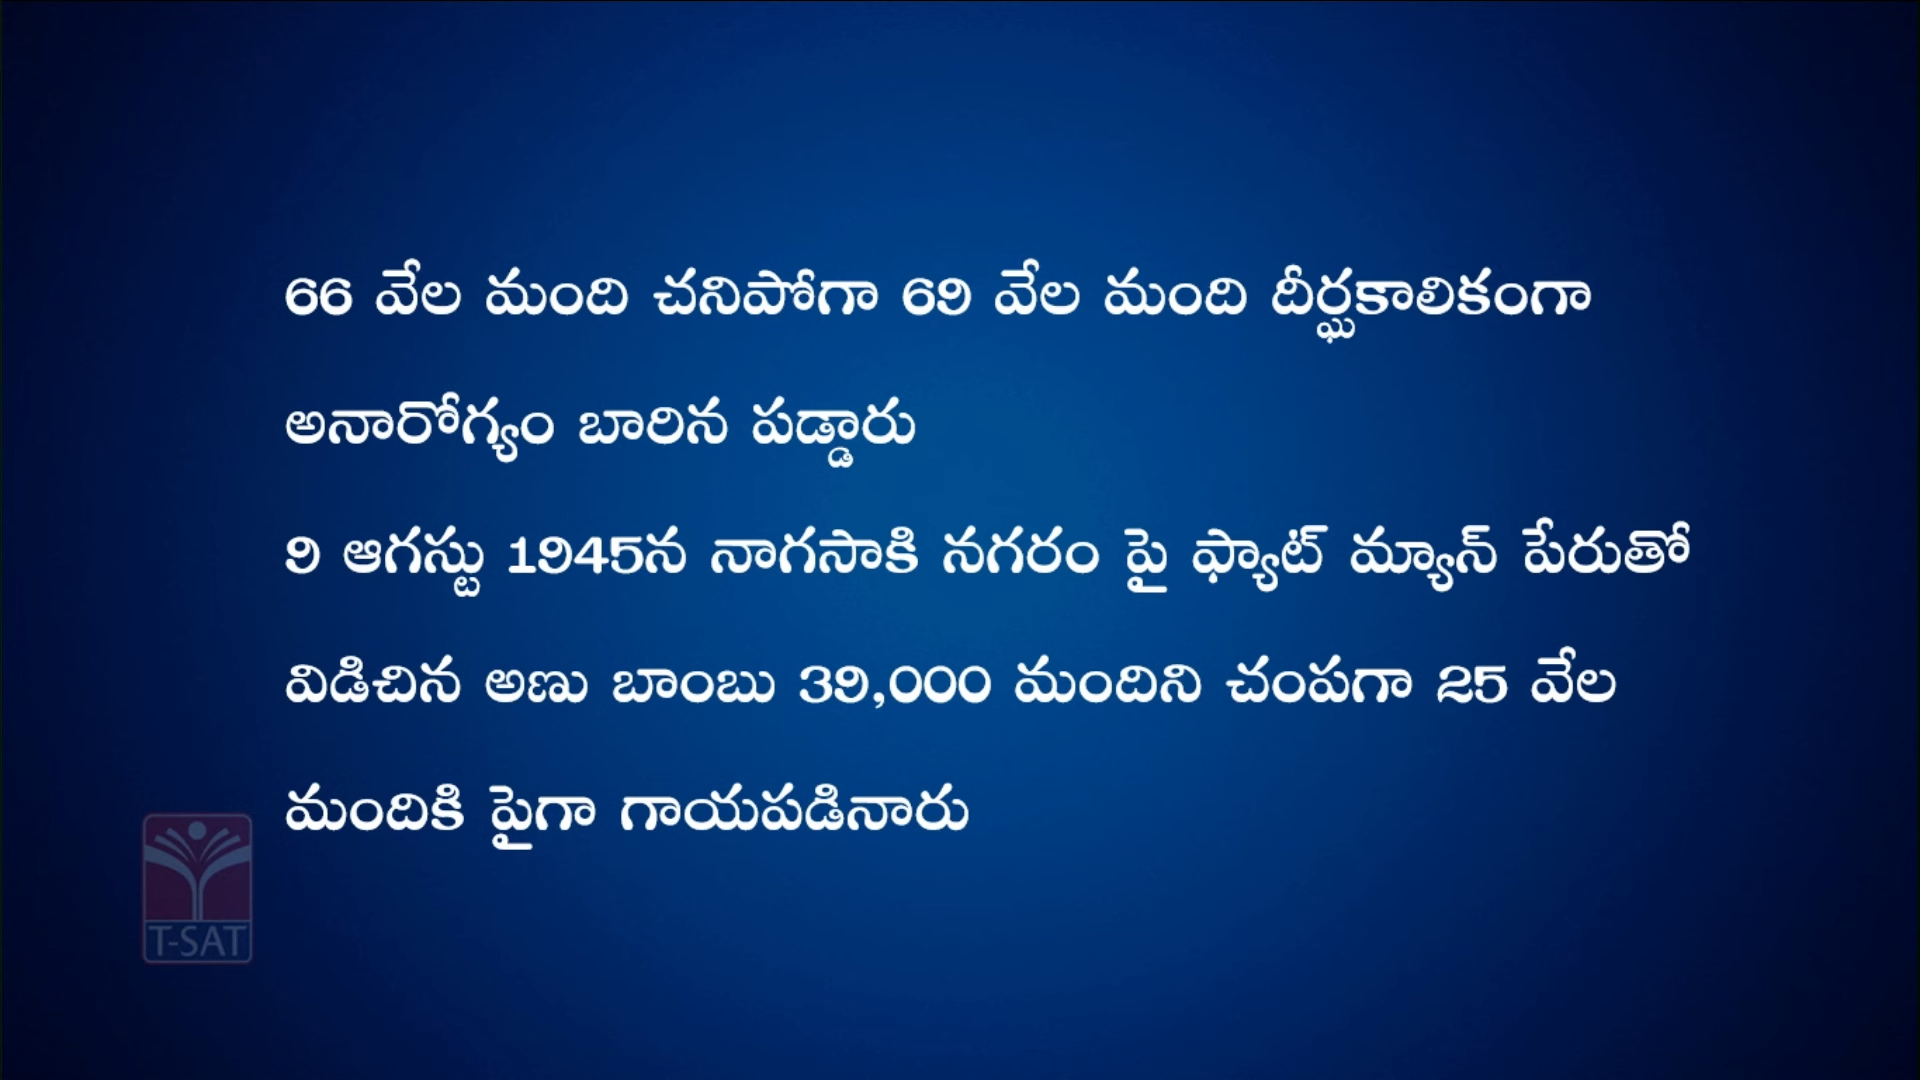 66 వేల మంది చనిపోగా 69 వేల మంది దీర్ఘకాలికంగా
అనారోగ్యం బారిన పడ్డారు
9 ఆగస్టు 1945న నాగసాకి నగరం పై ఫ్యాట్ మ్యాన్ పేరుతో
విడిచిన అణు బాంబు 39,000 మందిని చంపగా 25 వేల
మందికి పైగా గాయపడినారు
T-SAT